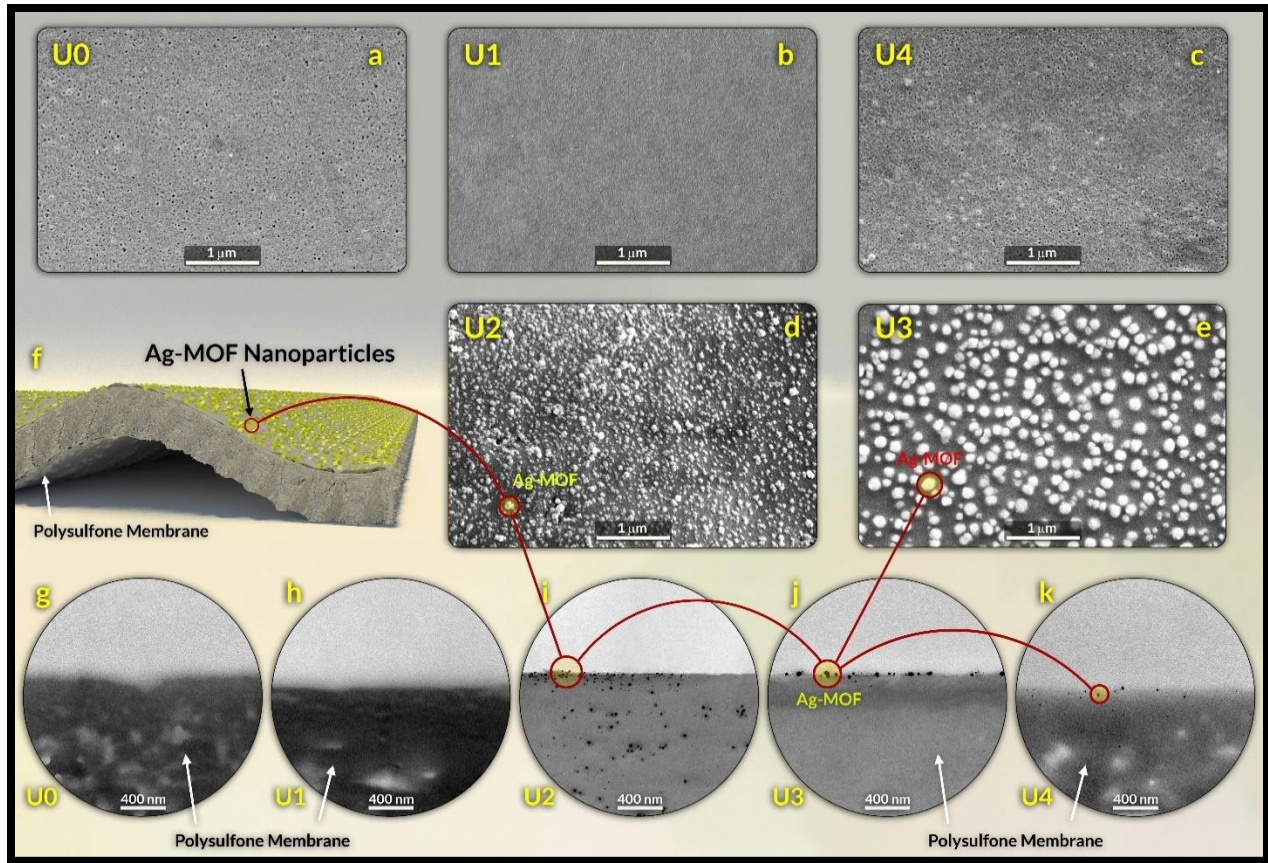 U0
a
1 μm
U1
b
1 μm
U4
c
1 μm
f
Ag-MOF Nanoparticles
Polysulfone Membrane
U2
d
Ag-MOF
1 μm
U3
e
Ag-MOF
1 μm
g
U0
400 nm
h
U1
400 nm
Polysulfone Membrane
i
U2
400 nm
j
Ag-MOF
U3
400 nm
k
U4
400 nm
Polysulfone Membrane